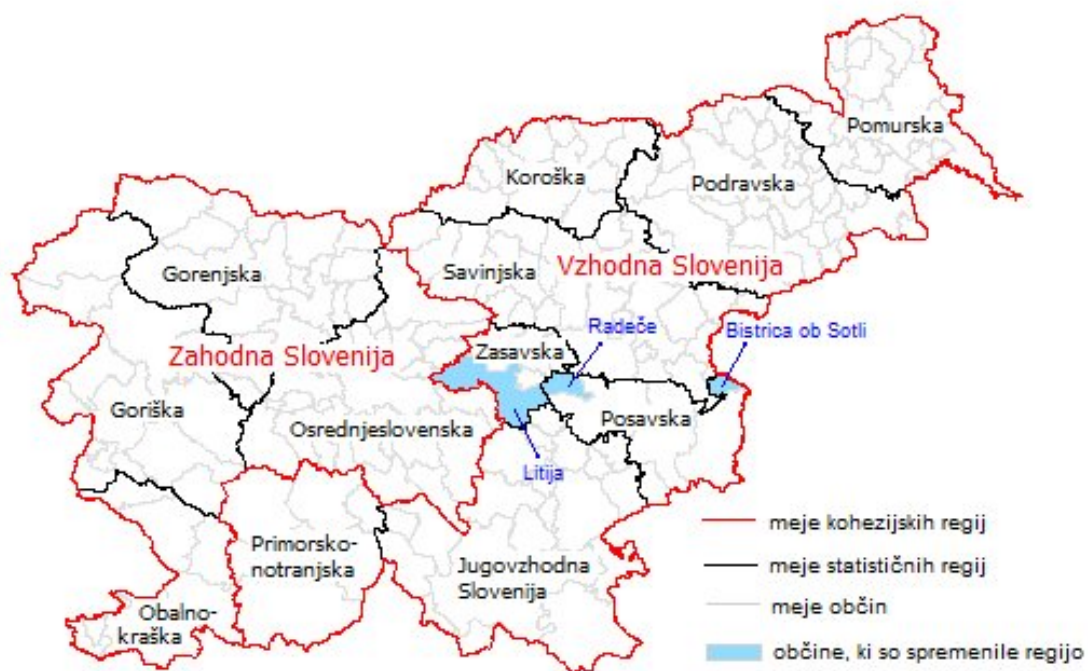 Pomurska
Koroška
Podravska
Gorenjska
Savinjska
Vzhodna Slovenija
Radeče
Bistrica ob Sotli
Zahodna Slovenija
Zasavska
Goriška
Osrednjeslovenska
Posavska
Litija
Primorsko-
notranjska
Jugovzhodna
Slovenija
Obalno-
kraška
meje kohezijskih regij
meje statističnih regij
meje občin
občine, ki so spremenile regijo